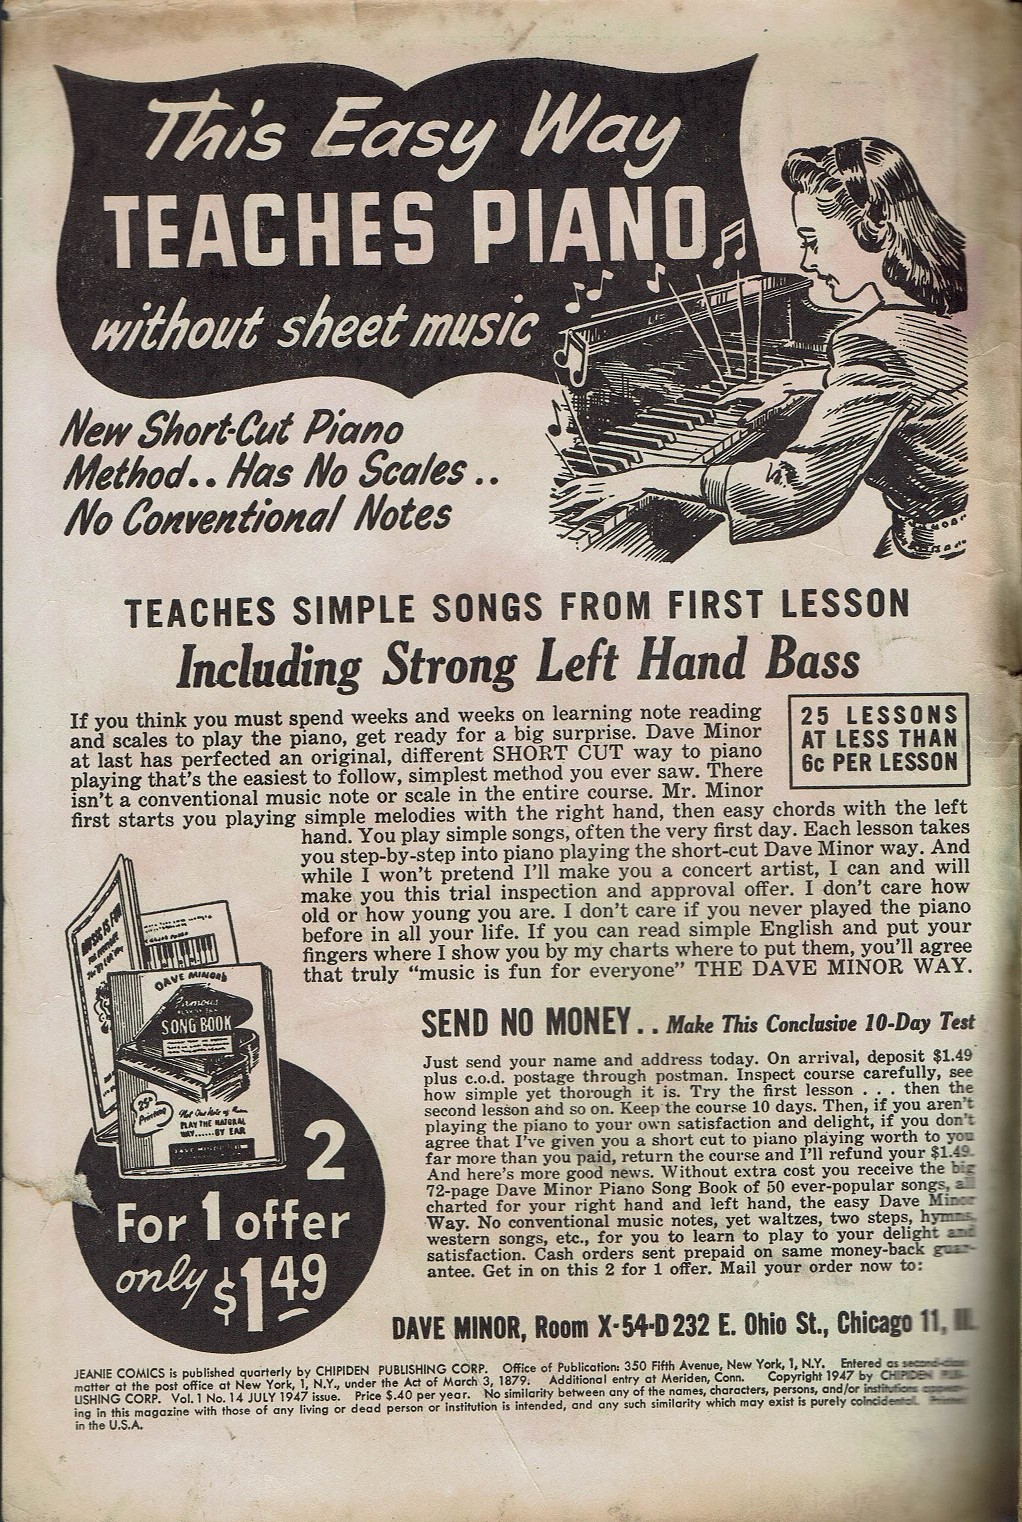 This Easy Way
TEACHES PIANO
without sheet music
New Short-Cut Piano
Method.. Has No Scales..
No Conventional Notes
TEACHES SIMPLE SONGS FROM FIRST LESSON
Including Strong Left Hand Bass
25 LESSONS
AT LESS THAN
6c PER LESSON
If you think you must spend weeks and weeks on learning note reading
and scales to play the piano, get ready for a big surprise. Dave Minor
at last has perfected an original, different SHORT CUT way to piano
playing that's the easiest to follow, simplest method you ever saw. There
isn't a conventional music note or scale in the entire course. Mr. Minor
first starts you playing simple melodies with the right hand, then easy chords with the left
hand. You play simple songs, often the very first day. Each lesson takes
you step-by-step into piano playing the short-cut Dave Minor way. And
while I won't pretend I'll make you a concert artist, I can and will
make you this trial inspection and approval offer. I don't care how
old or how young you are. I don't care if you never played the piano
before in all your life. If you can read simple English and put your
fingers where I show you by my charts where to put them, you'll agree
that truly "music is fun for everyone" THE DAVE MINOR WAY.
MUSIC IS FUN
DAVE MINOR'S
Famous
SONG BOOK
25¢
PLAY THE NATURAL
WAY......BY EAR
2
For 1 offer
only $1.49
SEND NO MONEY.. Make This Conclusive 10-Day Test
Just send your name and address today. On arrival, deposit $1.49
plus c.o.d. postage through postman. Inspect course carefully, see
how simple yet thorough it is. Try the first lesson . . . then the
second lesson and so on. Keep the course 10 days. Then, if you aren't
playing the piano to your own satisfaction and delight, if you don't
agree that I've given you a short cut to piano playing worth to you
far more than you paid, return the course and I'll refund your $1.49.
And here's more good news. Without extra cost you receive the big
72-page Dave Minor Piano Song Book of 50 ever-popular songs, all
charted for your right hand and left hand, the easy Dave Minor
Way. No conventional music notes, yet waltzes, two steps, hymns,
western songs, etc., for you to learn to play to your delight and
satisfaction. Cash orders sent prepaid on same money-back guar-
antee. Get in on this 2 for 1 offer. Mail your order now to:
DAVE MINOR, Room X-54-D 232 E. Ohio St., Chicago 11, Ill.
JEANIE COMICS is published quarterly by CHIPIDEN PUBLISHING CORP. Office of Publication: 350 Fifth Avenue, New York, 1, N.Y. Entered as second-class
matter at the post office at New York, 1, N.Y., under the Act of March 3, 1879. Additional entry at Meriden, Conn. Copyright 1947 by CHIPIDEN PUB-
LISHING CORP. Vol. 1 No. 14 JULY 1947 issue. Price $.40 per year. No similarity between any of the names, characters, persons, and/or institutions appear-
ing in this magazine with those of any living or dead person or institution is intended, and any such similarity which may exist is purely coincidental. Printed
in the U.S.A.